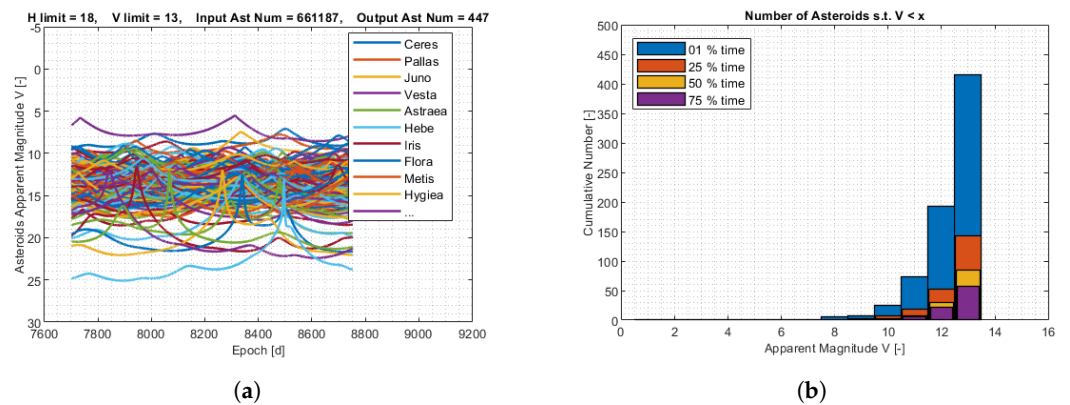 H limit = 18, V limit = 13, Input Ast Num = 661187, Output Ast Num = 447
-5
0
5
10
15
20
25
30
Asteroids Apparent Magnitude V [-]
7600 7800 8000 8200 8400 8600 8800 9000 9200
Epoch [d]
Ceres
Pallas
Juno
Vesta
Astraea
Hebe
Iris
Flora
Metis
Hygiea
...
(a)
Number of Asteroids s.t. V < x
500
450
400
350
300
250
200
150
100
50
0
Cumulative Number [-]
01 % time
25 % time
50 % time
75 % time
0 2 4 6 8 10 12 14 16
Apparent Magnitude V [-]
(b)